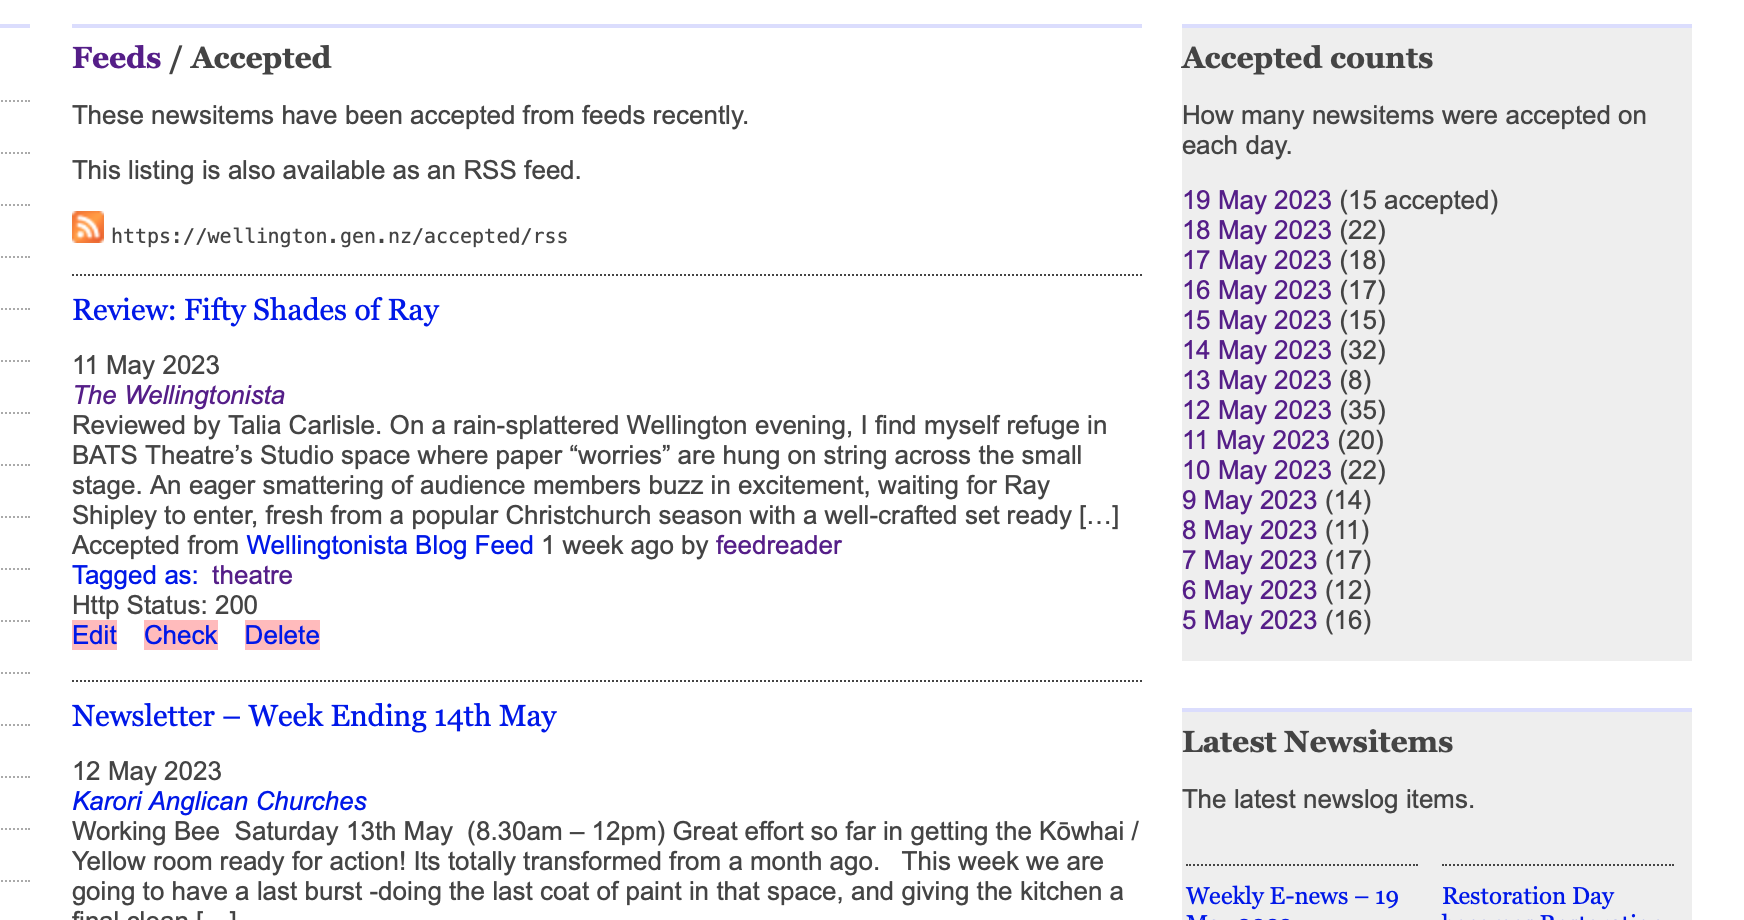 Feeds / Accepted
These newsitems have been accepted from feeds recently.
This listing is also available as an RSS feed.
https://wellington.gen.nz/accepted/rss
Review: Fifty Shades of Ray
11 May 2023
The Wellingtonista
Reviewed by Talia Carlisle. On a rain-splattered Wellington evening, I find myself refuge in
BATS Theatre’s Studio space where paper “worries” are hung on string across the small
stage. An eager smattering of audience members buzz in excitement, waiting for Ray
Shipley to enter, fresh from a popular Christchurch season with a well-crafted set ready […]
Accepted from Wellingtonista Blog Feed 1 week ago by feedreader
Tagged as: theatre
Http Status: 200
Edit Check Delete
Newsletter – Week Ending 14th May
12 May 2023
Karori Anglican Churches
Working Bee  Saturday 13th May  (8.30am – 12pm) Great effort so far in getting the Kōwhai /
Yellow room ready for action! Its totally transformed from a month ago.   This week we are
going to have a last burst -doing the last coat of paint in that space, and giving the kitchen a
final clean […]
Accepted counts
How many newsitems were accepted on
each day.
19 May 2023 (15 accepted)
18 May 2023 (22)
17 May 2023 (18)
16 May 2023 (17)
15 May 2023 (15)
14 May 2023 (32)
13 May 2023 (8)
12 May 2023 (35)
11 May 2023 (20)
10 May 2023 (22)
9 May 2023 (14)
8 May 2023 (11)
7 May 2023 (17)
6 May 2023 (12)
5 May 2023 (16)
Latest Newsitems
The latest newslog items.
Weekly E-news – 19
May 2023
Restoration Day
becomes Restoration